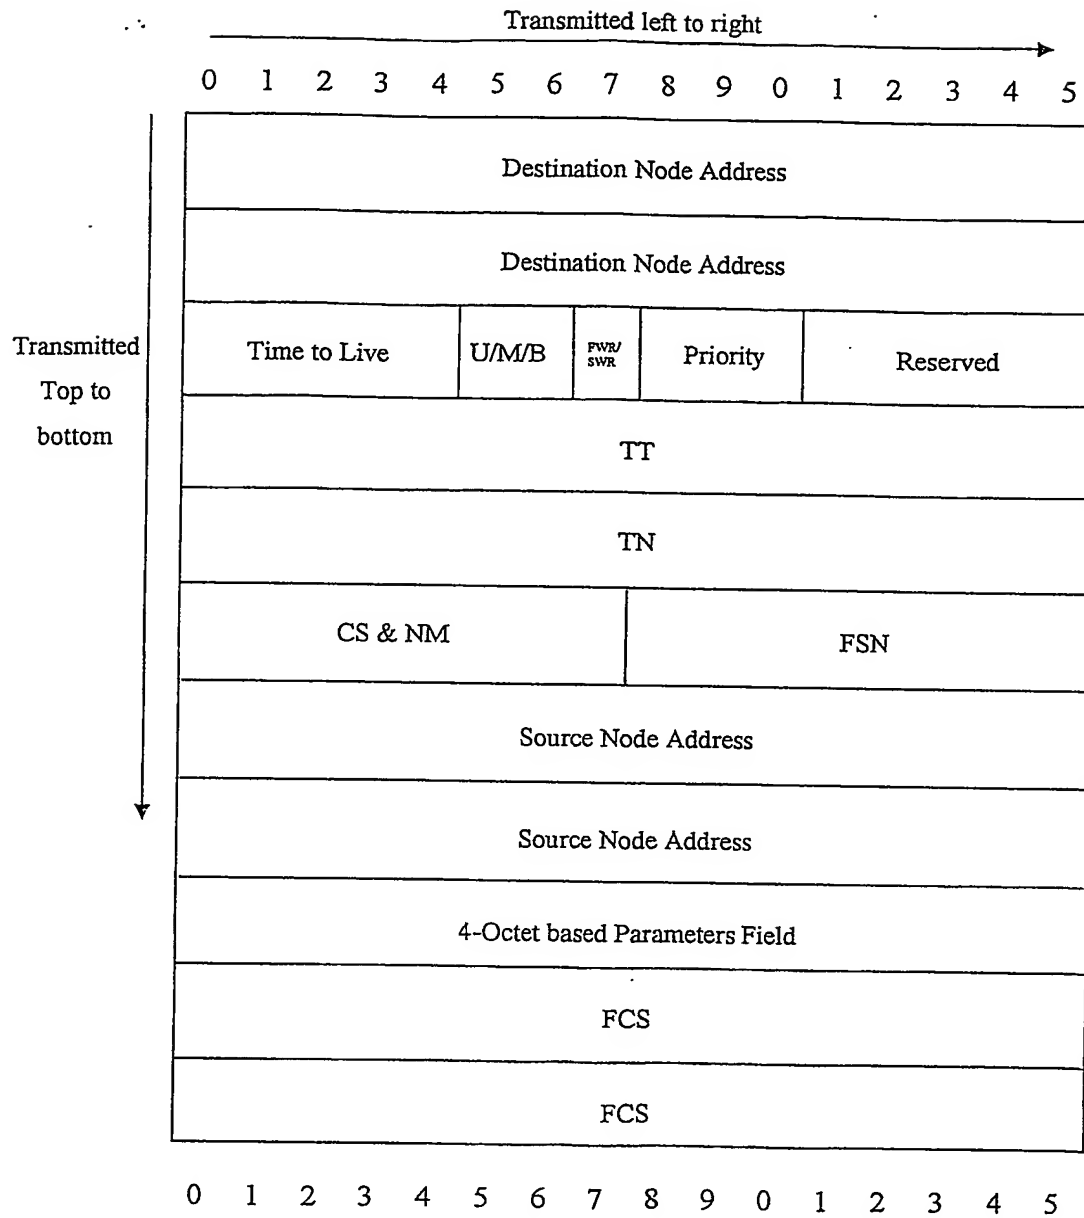 Transmitted left to right
0 1 2 3 4 5 6 7 8 9 0 1 2 3 4 5
Destination Node Address
Destination Node Address
Transmitted
Top to
bottom
Time to Live U/M/B FWR/ Priority Reserved
SWR
TT
TN
CS & NM FSN
Source Node Address
Source Node Address
4-Octet based Parameters Field
FCS
FCS
0 1 2 3 4 5 6 7 8 9 0 1 2 3 4 5